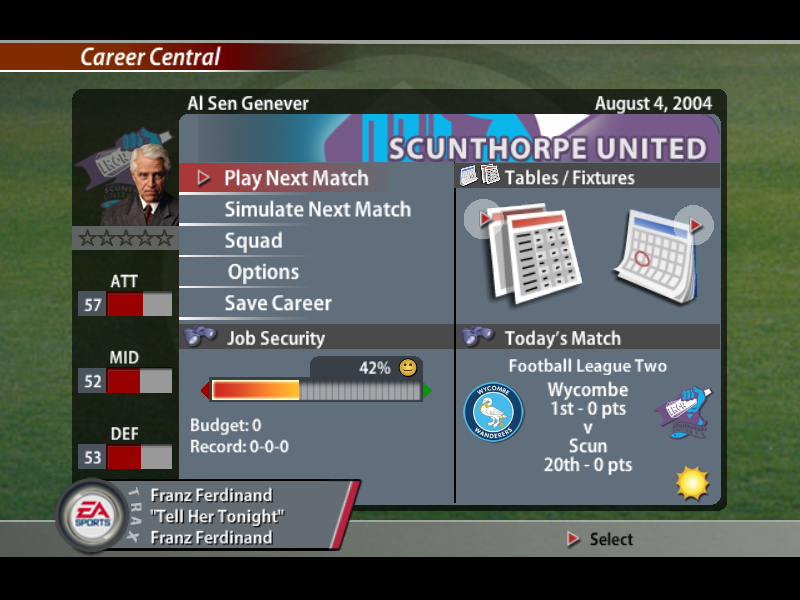 Career Central
Al Sen Genever
August 4, 2004
SCUNTHORPE UNITED
Play Next Match
Simulate Next Match
Squad
Options
Save Career
Tables / Fixtures
ATT
57
MID
52
DEF
53
Job Security
42%
Budget: 0
Record: 0-0-0
Today's Match
Football League Two
WYCOMBE
WANDERERS
Wycombe
1st - 0 pts
v
Scun
20th - 0 pts
EA
SPORTS
TRAX
Franz Ferdinand
"Tell Her Tonight"
Franz Ferdinand
Select